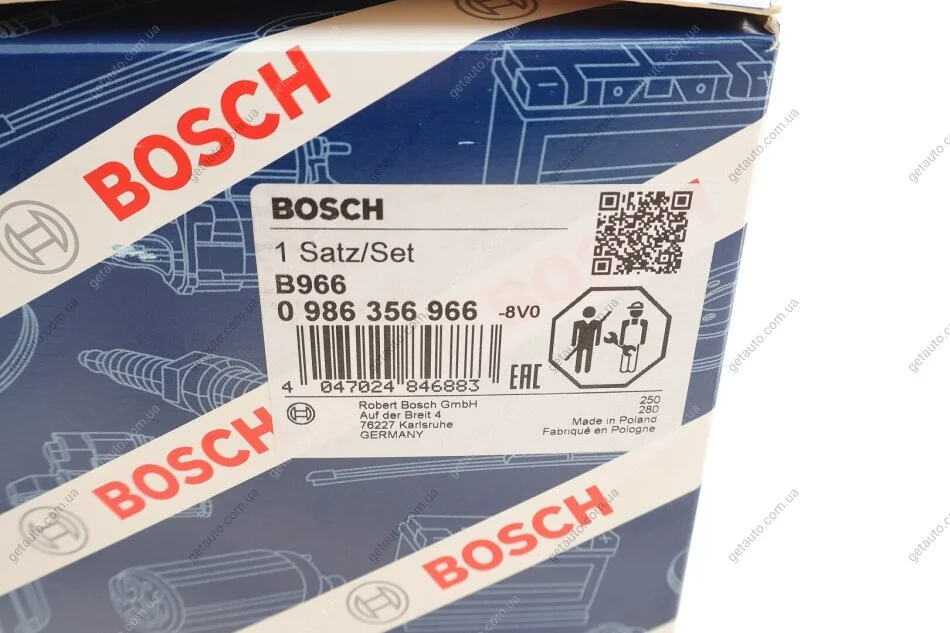 BOSCH
BOSCH
1 Satz/Set
B966
0 986 356 966 -8V0
4 047024 846883
EAC
Robert Bosch GmbH
Auf der Breit 4
76227 Karlsruhe
GERMANY
250
280
Made in Poland
Fabriqué en Pologne
BOSCH
BOSCH
getauto.com.ua